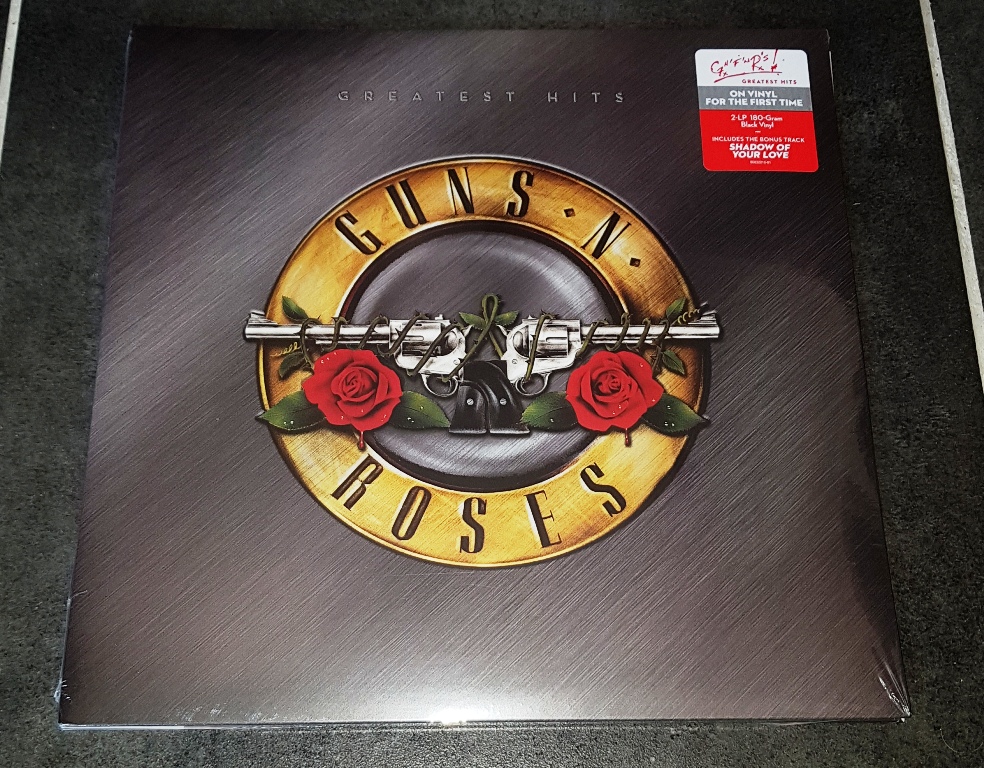 GREATEST HITS
GUNS · N ·
ROSES
GREATEST HITS
ON VINYL
FOR THE FIRST TIME
2-LP 180-Gram
Black Vinyl
INCLUDES THE BONUS TRACK
SHADOW OF
YOUR LOVE